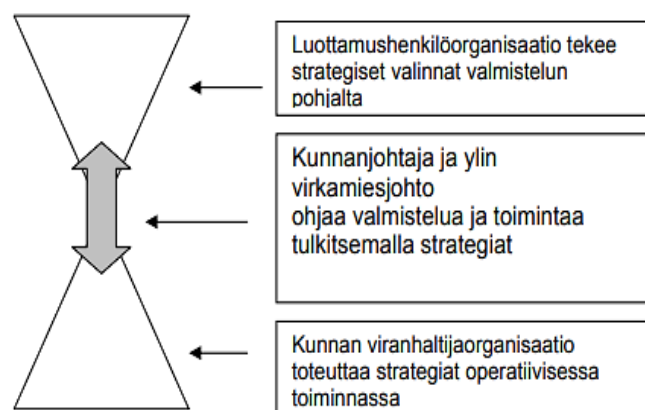 Luottamushenkilöorganisaatio tekee
strategiset valinnat valmistelun
pohjalta
Kunnanjohtaja ja ylin
virkamiesjohto
ohjaa valmistelua ja toimintaa
tulkitsemalla strategiat
Kunnan viranhaltijaorganisaatio
toteuttaa strategiat operatiivisessa
toiminnassa